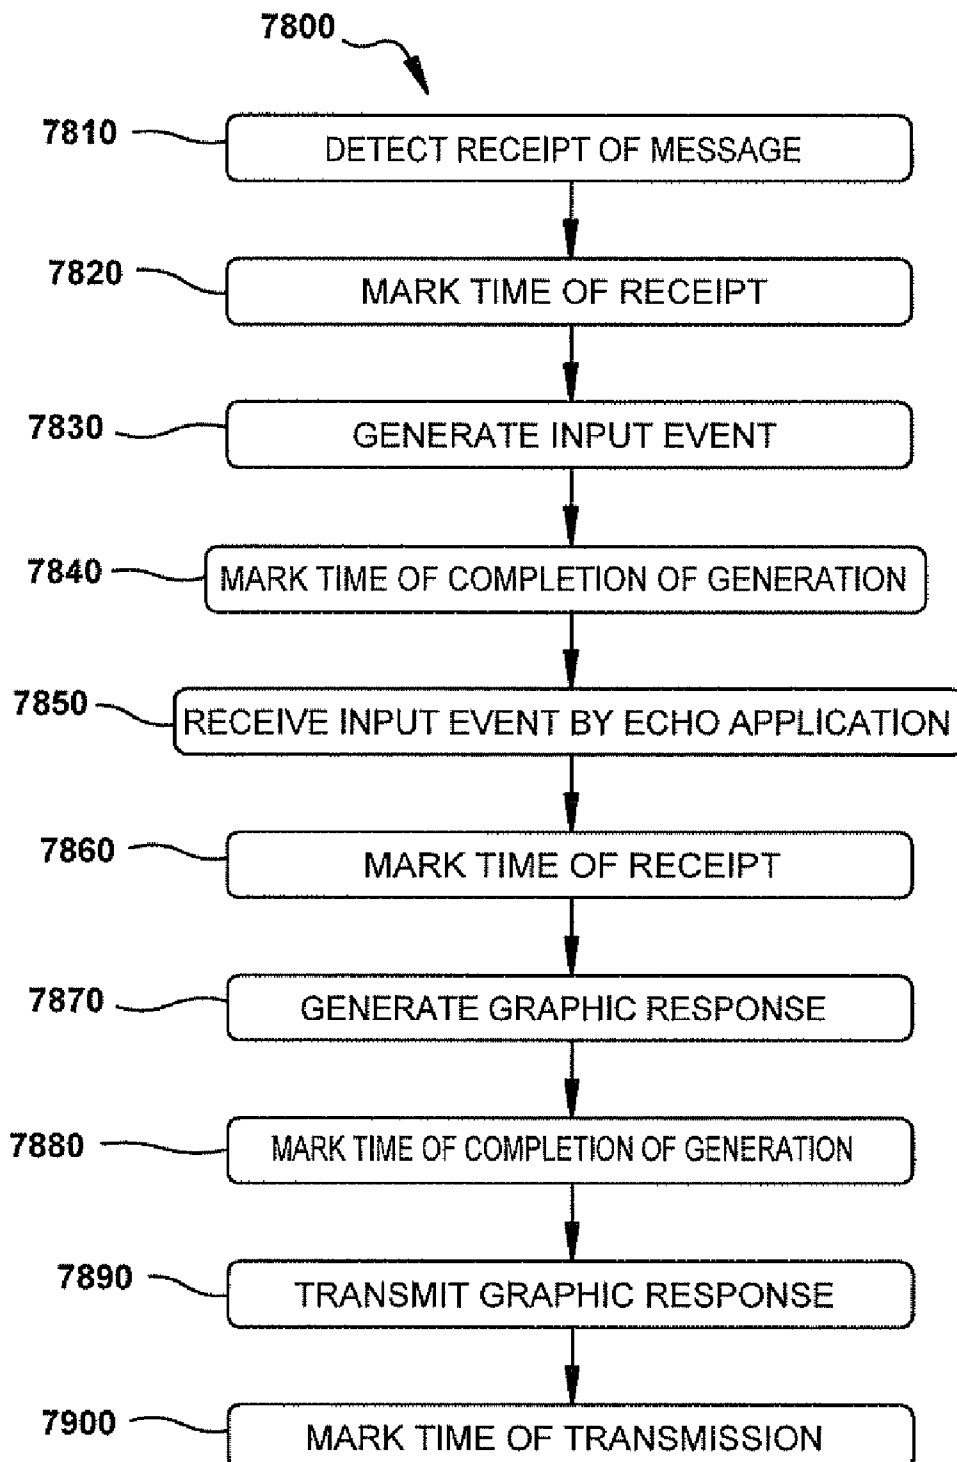 7800
7810 DETECT RECEIPT OF MESSAGE
7820 MARK TIME OF RECEIPT
7830 GENERATE INPUT EVENT
7840 MARK TIME OF COMPLETION OF GENERATION
7850 RECEIVE INPUT EVENT BY ECHO APPLICATION
7860 MARK TIME OF RECEIPT
7870 GENERATE GRAPHIC RESPONSE
7880 MARK TIME OF COMPLETION OF GENERATION
7890 TRANSMIT GRAPHIC RESPONSE
7900 MARK TIME OF TRANSMISSION